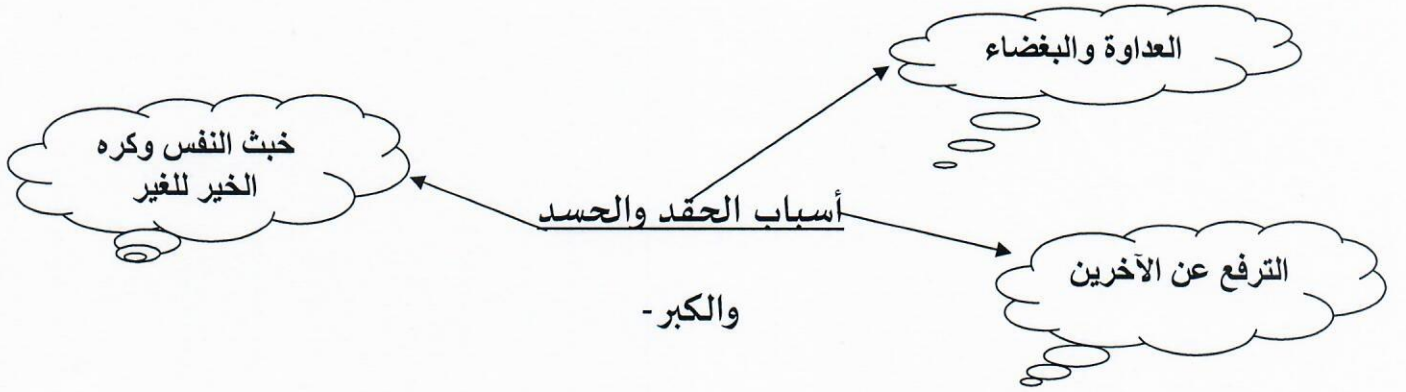 العداوة والبغضاء
خبث النفس وكره
الخير للغير
أسباب الحقد والحسد
الترفع عن الآخرين
والكبر -